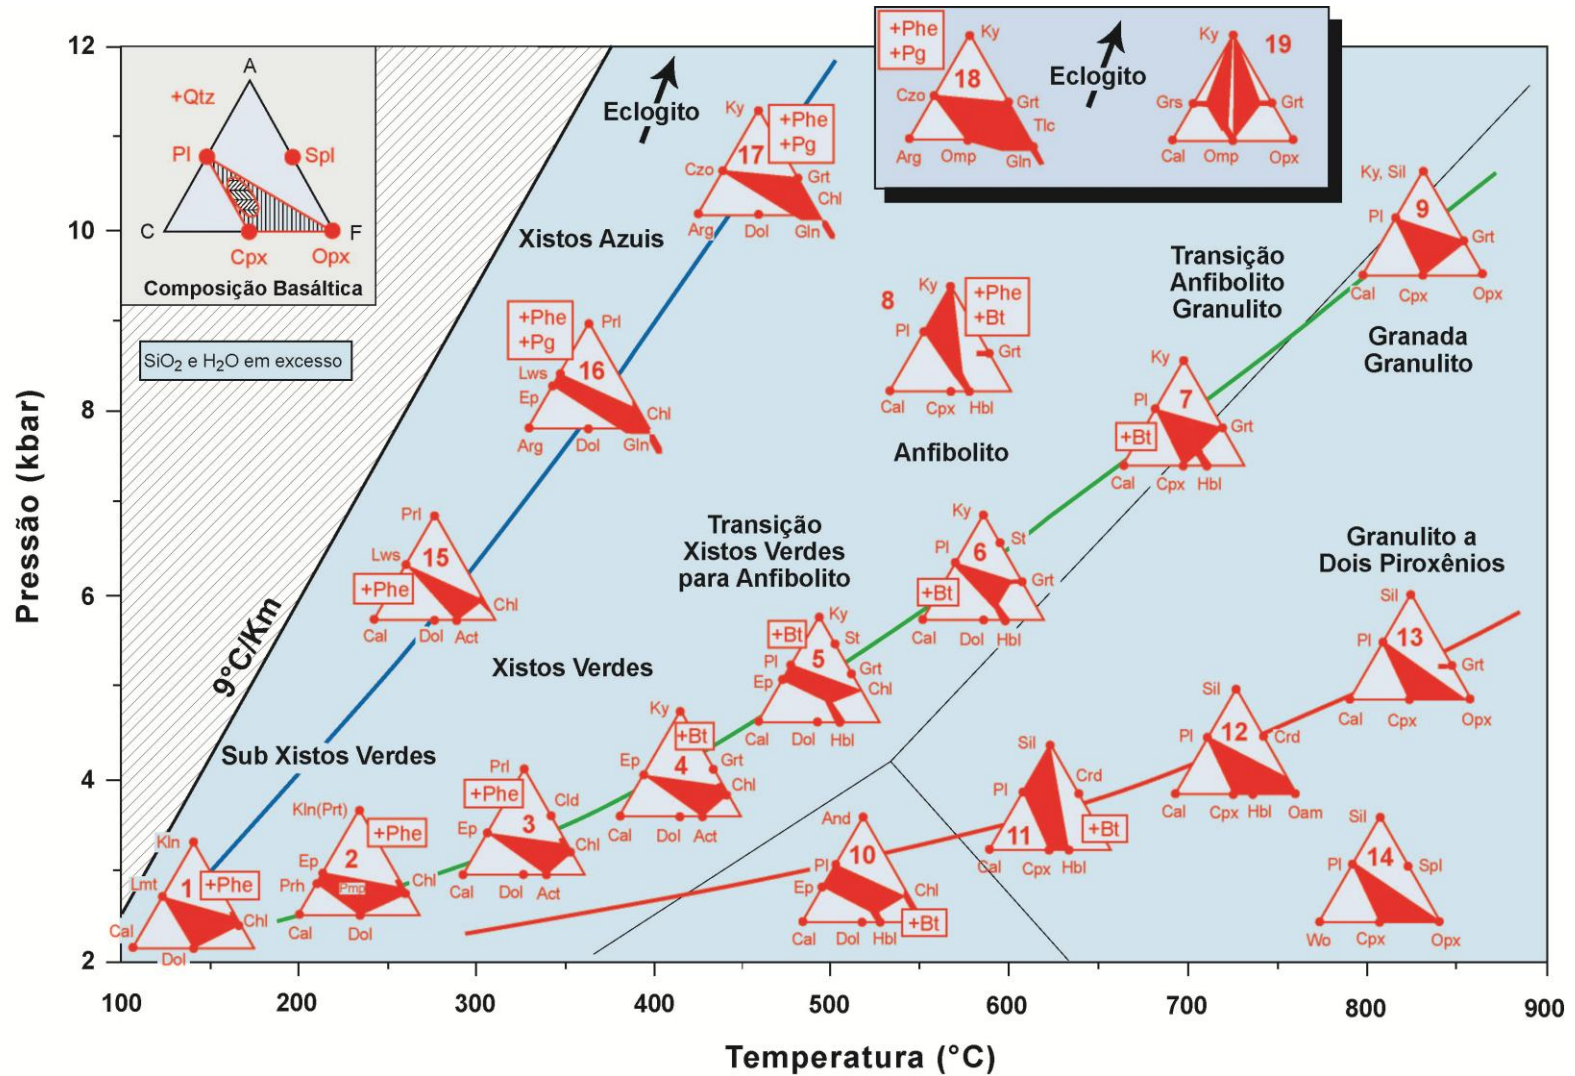 Pressão (kbar)
12
10
8
6
4
2
100
200
300
400
500
600
700
800
900
Temperatura (°C)
A
+Qtz
Pl
Spl
C
F
Cpx
Opx
Composição Basáltica
SiO2 e H2O em excesso
9°C/Km
Eclogito
Xistos Azuis
Xistos Verdes
Sub Xistos Verdes
Transição
Xistos Verdes
para Anfibolito
Anfibolito
Transição
Anfibolito
Granulito
Granada
Granulito
Granulito a
Dois Piroxênios
Kln
1
+Phe
Lmt
Chl
Cal
Dol
Kln(Prt)
+Phe
2
Ep
Prh
Pmp
Chl
Cal
Dol
Prl
+Phe
Cld
3
Ep
Chl
Cal
Dol
Act
Ky
+Bt
4
Ep
Grt
Chl
Cal
Dol
Act
Ky
+Bt
St
5
Pl
Grt
Ep
Chl
Cal
Dol
Hbl
Ky
St
6
Pl
Grt
+Bt
Cal
Dol
Hbl
Ky
7
Pl
Grt
+Bt
Cal
Cpx
Hbl
8
Ky
+Phe
+Bt
Pl
Grt
Cal
Cpx
Hbl
Ky, Sil
9
Pl
Grt
Cal
Cpx
Opx
And
10
Pl
Ep
Chl
+Bt
Cal
Dol
Hbl
Sil
Pl
Crd
11
+Bt
Cal
Cpx
Hbl
Sil
12
Pl
Crd
Cal
Cpx
Hbl
Oam
Sil
13
Pl
Grt
Cal
Cpx
Opx
Sil
14
Pl
Spl
Wo
Cpx
Opx
Prl
15
Lws
+Phe
Chl
Cal
Dol
Act
+Phe
+Pg
Prl
16
Lws
Ep
Chl
Arg
Dol
Gln
Ky
+Phe
+Pg
17
Czo
Grt
Chl
Arg
Dol
Gln
+Phe
+Pg
Ky
18
Czo
Grt
Tlc
Arg
Omp
Gln
Eclogito
Ky
19
Grs
Grt
Cal
Omp
Opx